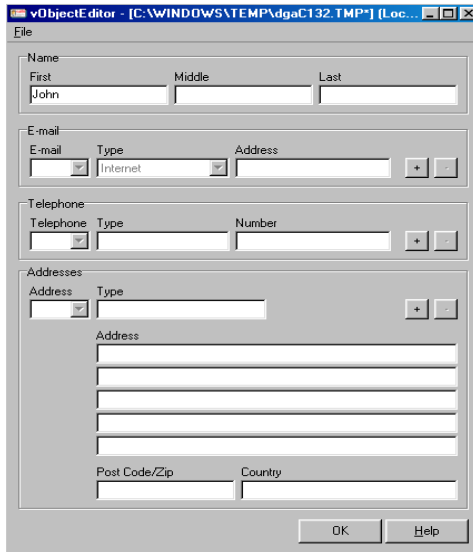 vObjectEditor - [C:\WINDOWS\TEMP\dgaC132.TMP*] (Loc...
File
Name
First Middle Last
John
E-mail
E-mail Type Address
Internet
+ -
Telephone
Telephone Type Number
+ -
Addresses
Address Type
+ -
Address
Post Code/Zip Country
OK Help